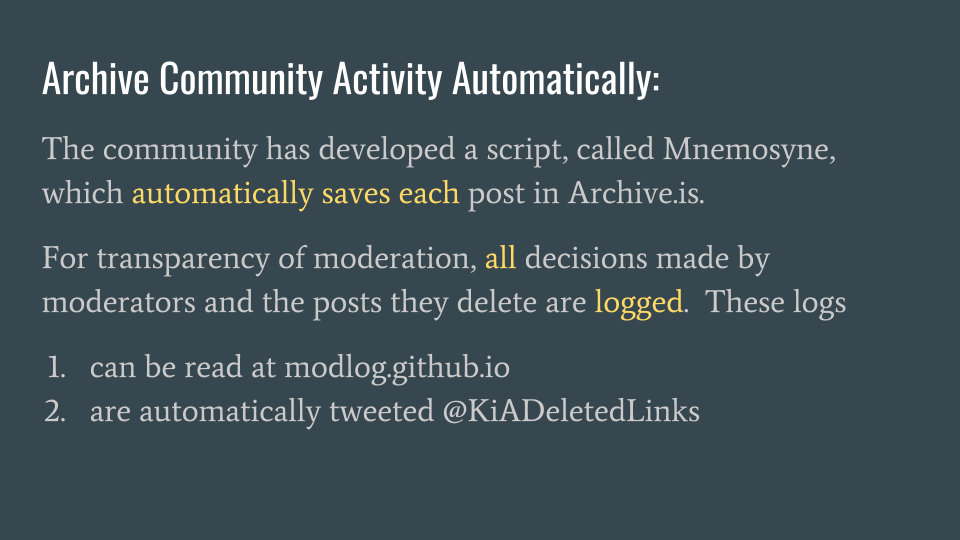 Archive Community Activity Automatically:
The community has developed a script, called Mnemosyne,
which automatically saves each post in Archive.is.
For transparency of moderation, all decisions made by
moderators and the posts they delete are logged.  These logs
1. can be read at modlog.github.io
2. are automatically tweeted @KiADeletedLinks